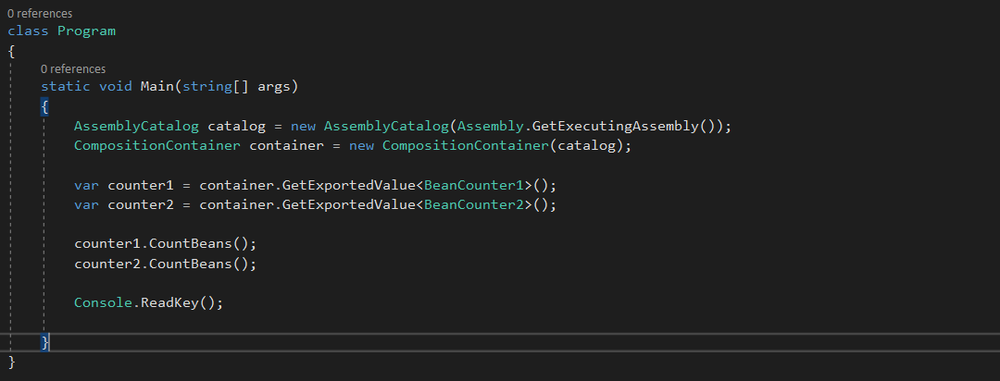 0 references
class Program
{
0 references
static void Main(string[] args)
{
AssemblyCatalog catalog = new AssemblyCatalog(Assembly.GetExecutingAssembly());
CompositionContainer container = new CompositionContainer(catalog);
var counter1 = container.GetExportedValue<BeanCounter1>();
var counter2 = container.GetExportedValue<BeanCounter2>();
counter1.CountBeans();
counter2.CountBeans();
Console.ReadKey();
}
}